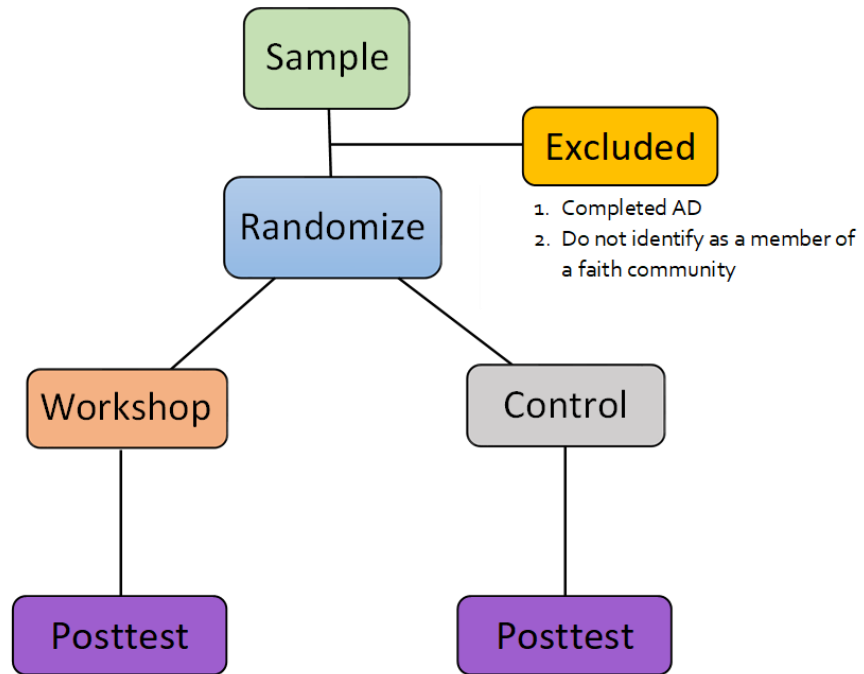 Sample
Excluded
1. Completed AD
2. Do not identify as a member of
a faith community
Randomize
Workshop
Control
Posttest
Posttest